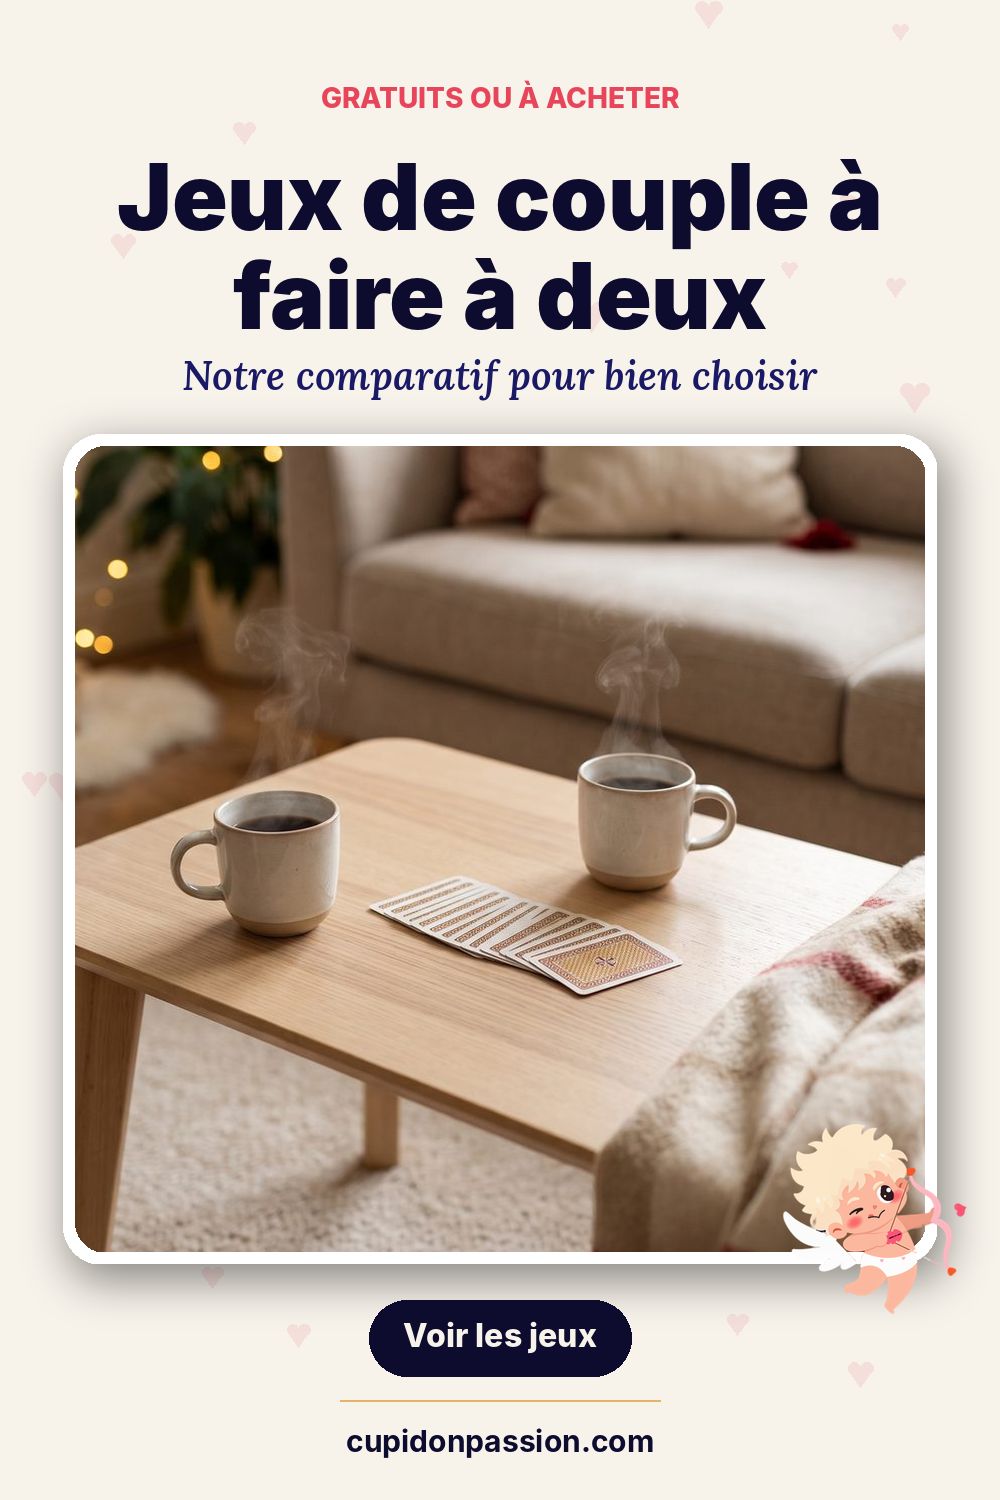 GRATUITS OU À ACHETER
Jeux de couple à
faire à deux
Notre comparatif pour bien choisir
Voir les jeux
cupidonpassion.com